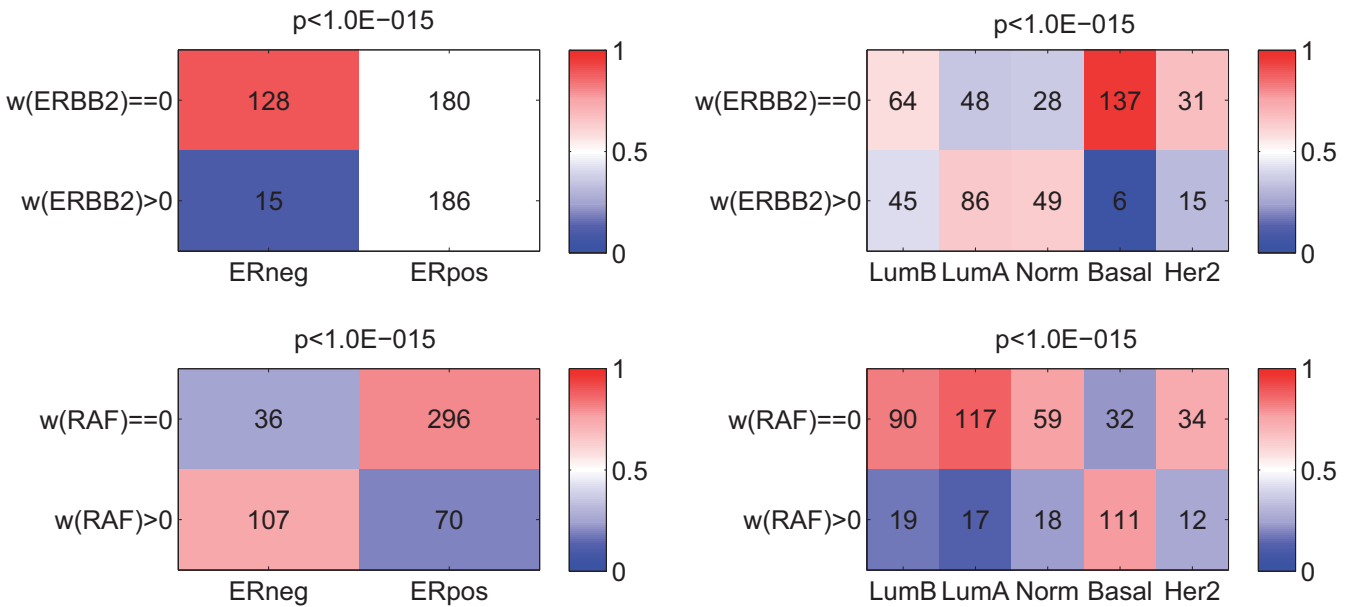 p<1.0E−015
w(ERBB2)==0
128 180
w(ERBB2)>0
15 186
ERneg ERpos
1
0.5
0
p<1.0E−015
w(ERBB2)==0
64 48 28 137 31
w(ERBB2)>0
45 86 49 6 15
LumB LumA Norm Basal Her2
1
0.5
0
p<1.0E−015
w(RAF)==0
36 296
w(RAF)>0
107 70
ERneg ERpos
1
0.5
0
p<1.0E−015
w(RAF)==0
90 117 59 32 34
w(RAF)>0
19 17 18 111 12
LumB LumA Norm Basal Her2
1
0.5
0